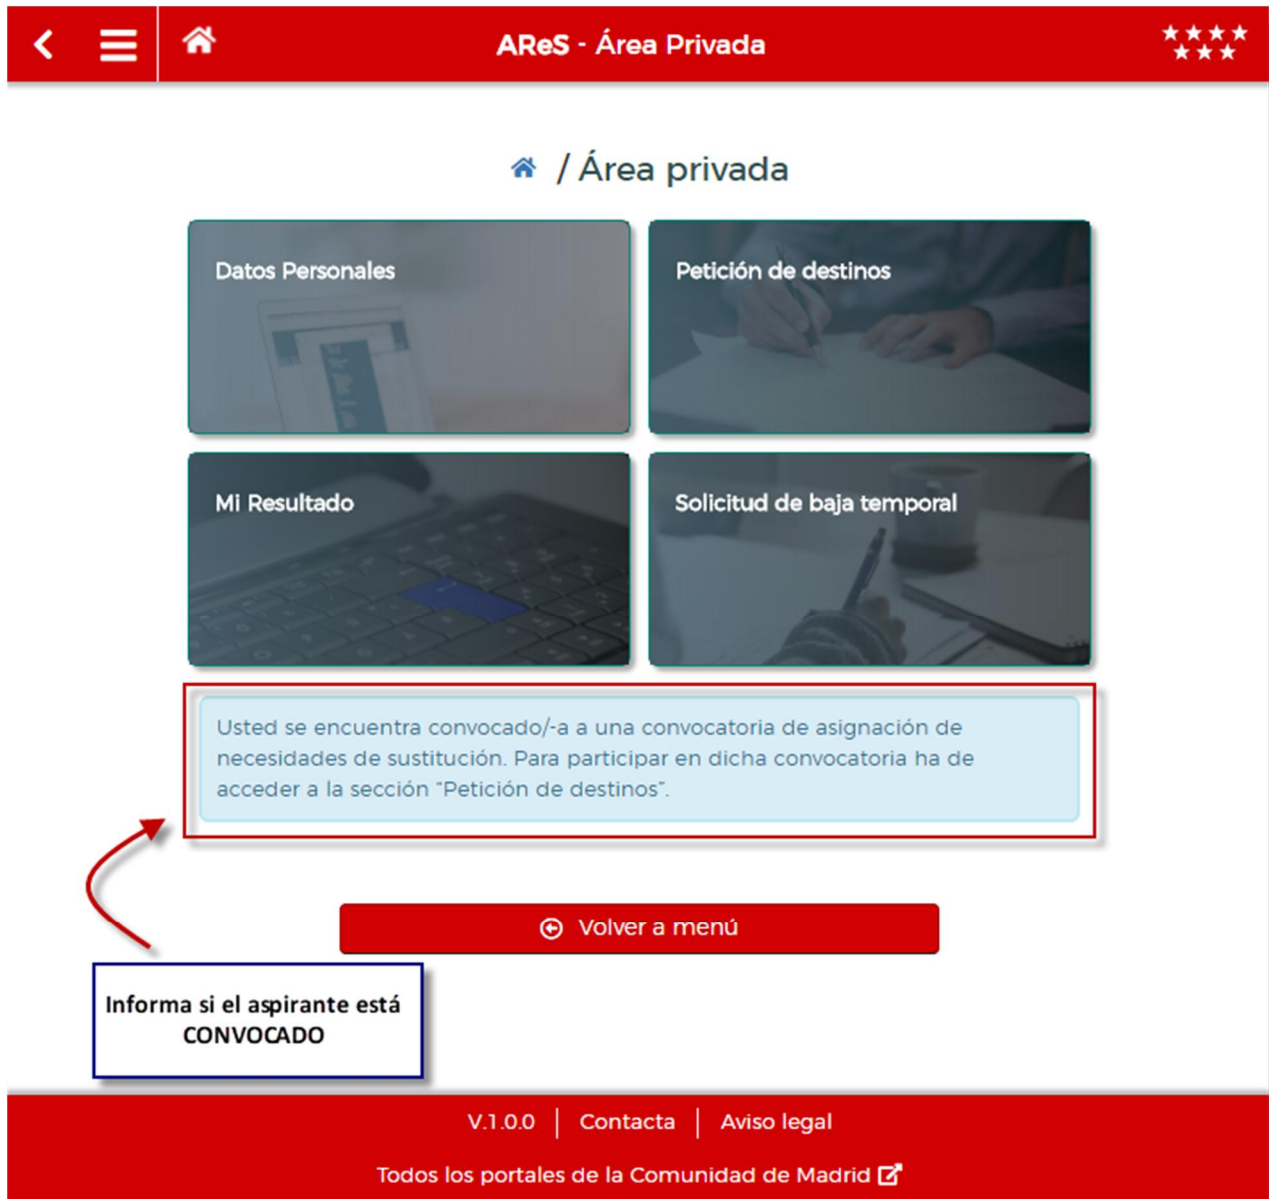 AReS - Área Privada
/ Área privada
Datos Personales
Petición de destinos
Mi Resultado
Solicitud de baja temporal
Usted se encuentra convocado/-a a una convocatoria de asignación de
necesidades de sustitución. Para participar en dicha convocatoria ha de
acceder a la sección “Petición de destinos”.
Volver a menú
Informa si el aspirante está
CONVOCADO
V.1.0.0 | Contacta | Aviso legal
Todos los portales de la Comunidad de Madrid